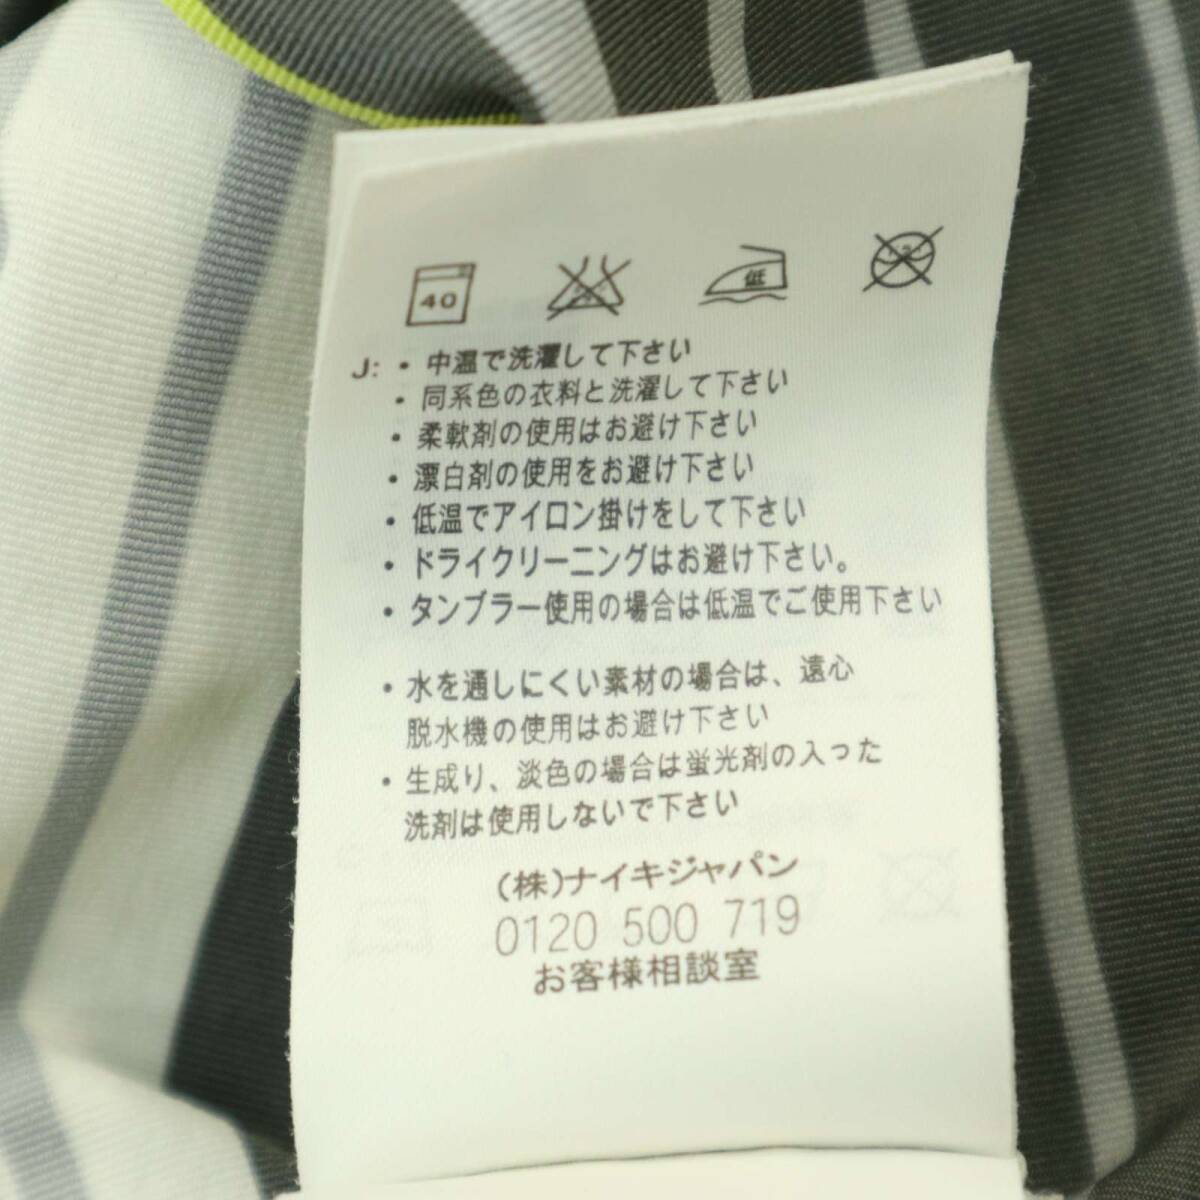 40
低
J: • 中温で洗濯して下さい
• 同系色の衣料と洗濯して下さい
• 柔軟剤の使用はお避け下さい
• 漂白剤の使用をお避け下さい
• 低温でアイロン掛けをして下さい
• ドライクリーニングはお避け下さい。
• タンブラー使用の場合は低温でご使用下さい
• 水を通しにくい素材の場合は、遠心
脱水機の使用はお避け下さい
• 生成り、淡色の場合は蛍光剤の入った
洗剤は使用しないで下さい
(株)ナイキジャパン
0120 500 719
お客様相談室